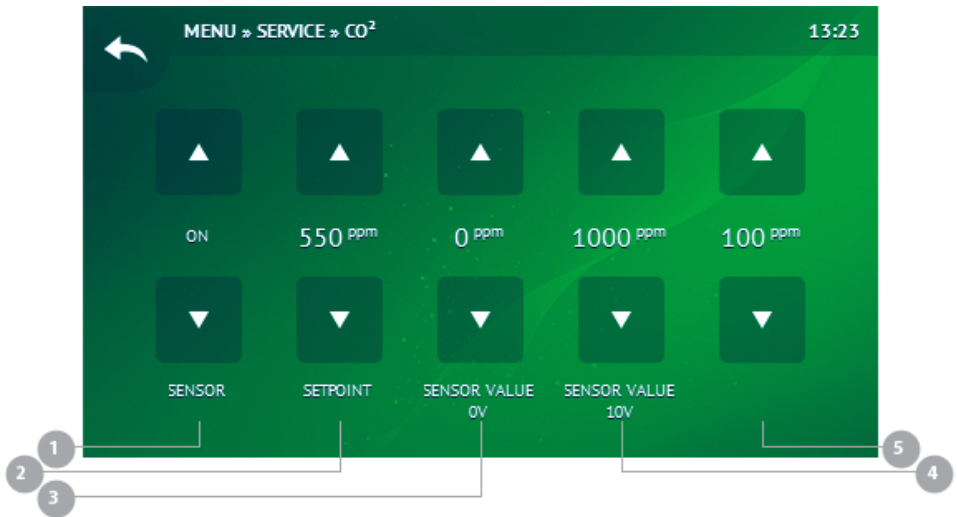 MENU » SERVICE » CO²
13:23
ON
550 ppm
0 ppm
1000 ppm
100 ppm
SENSOR
SETPOINT
SENSOR VALUE
0V
SENSOR VALUE
10V
1
5
2
4
3